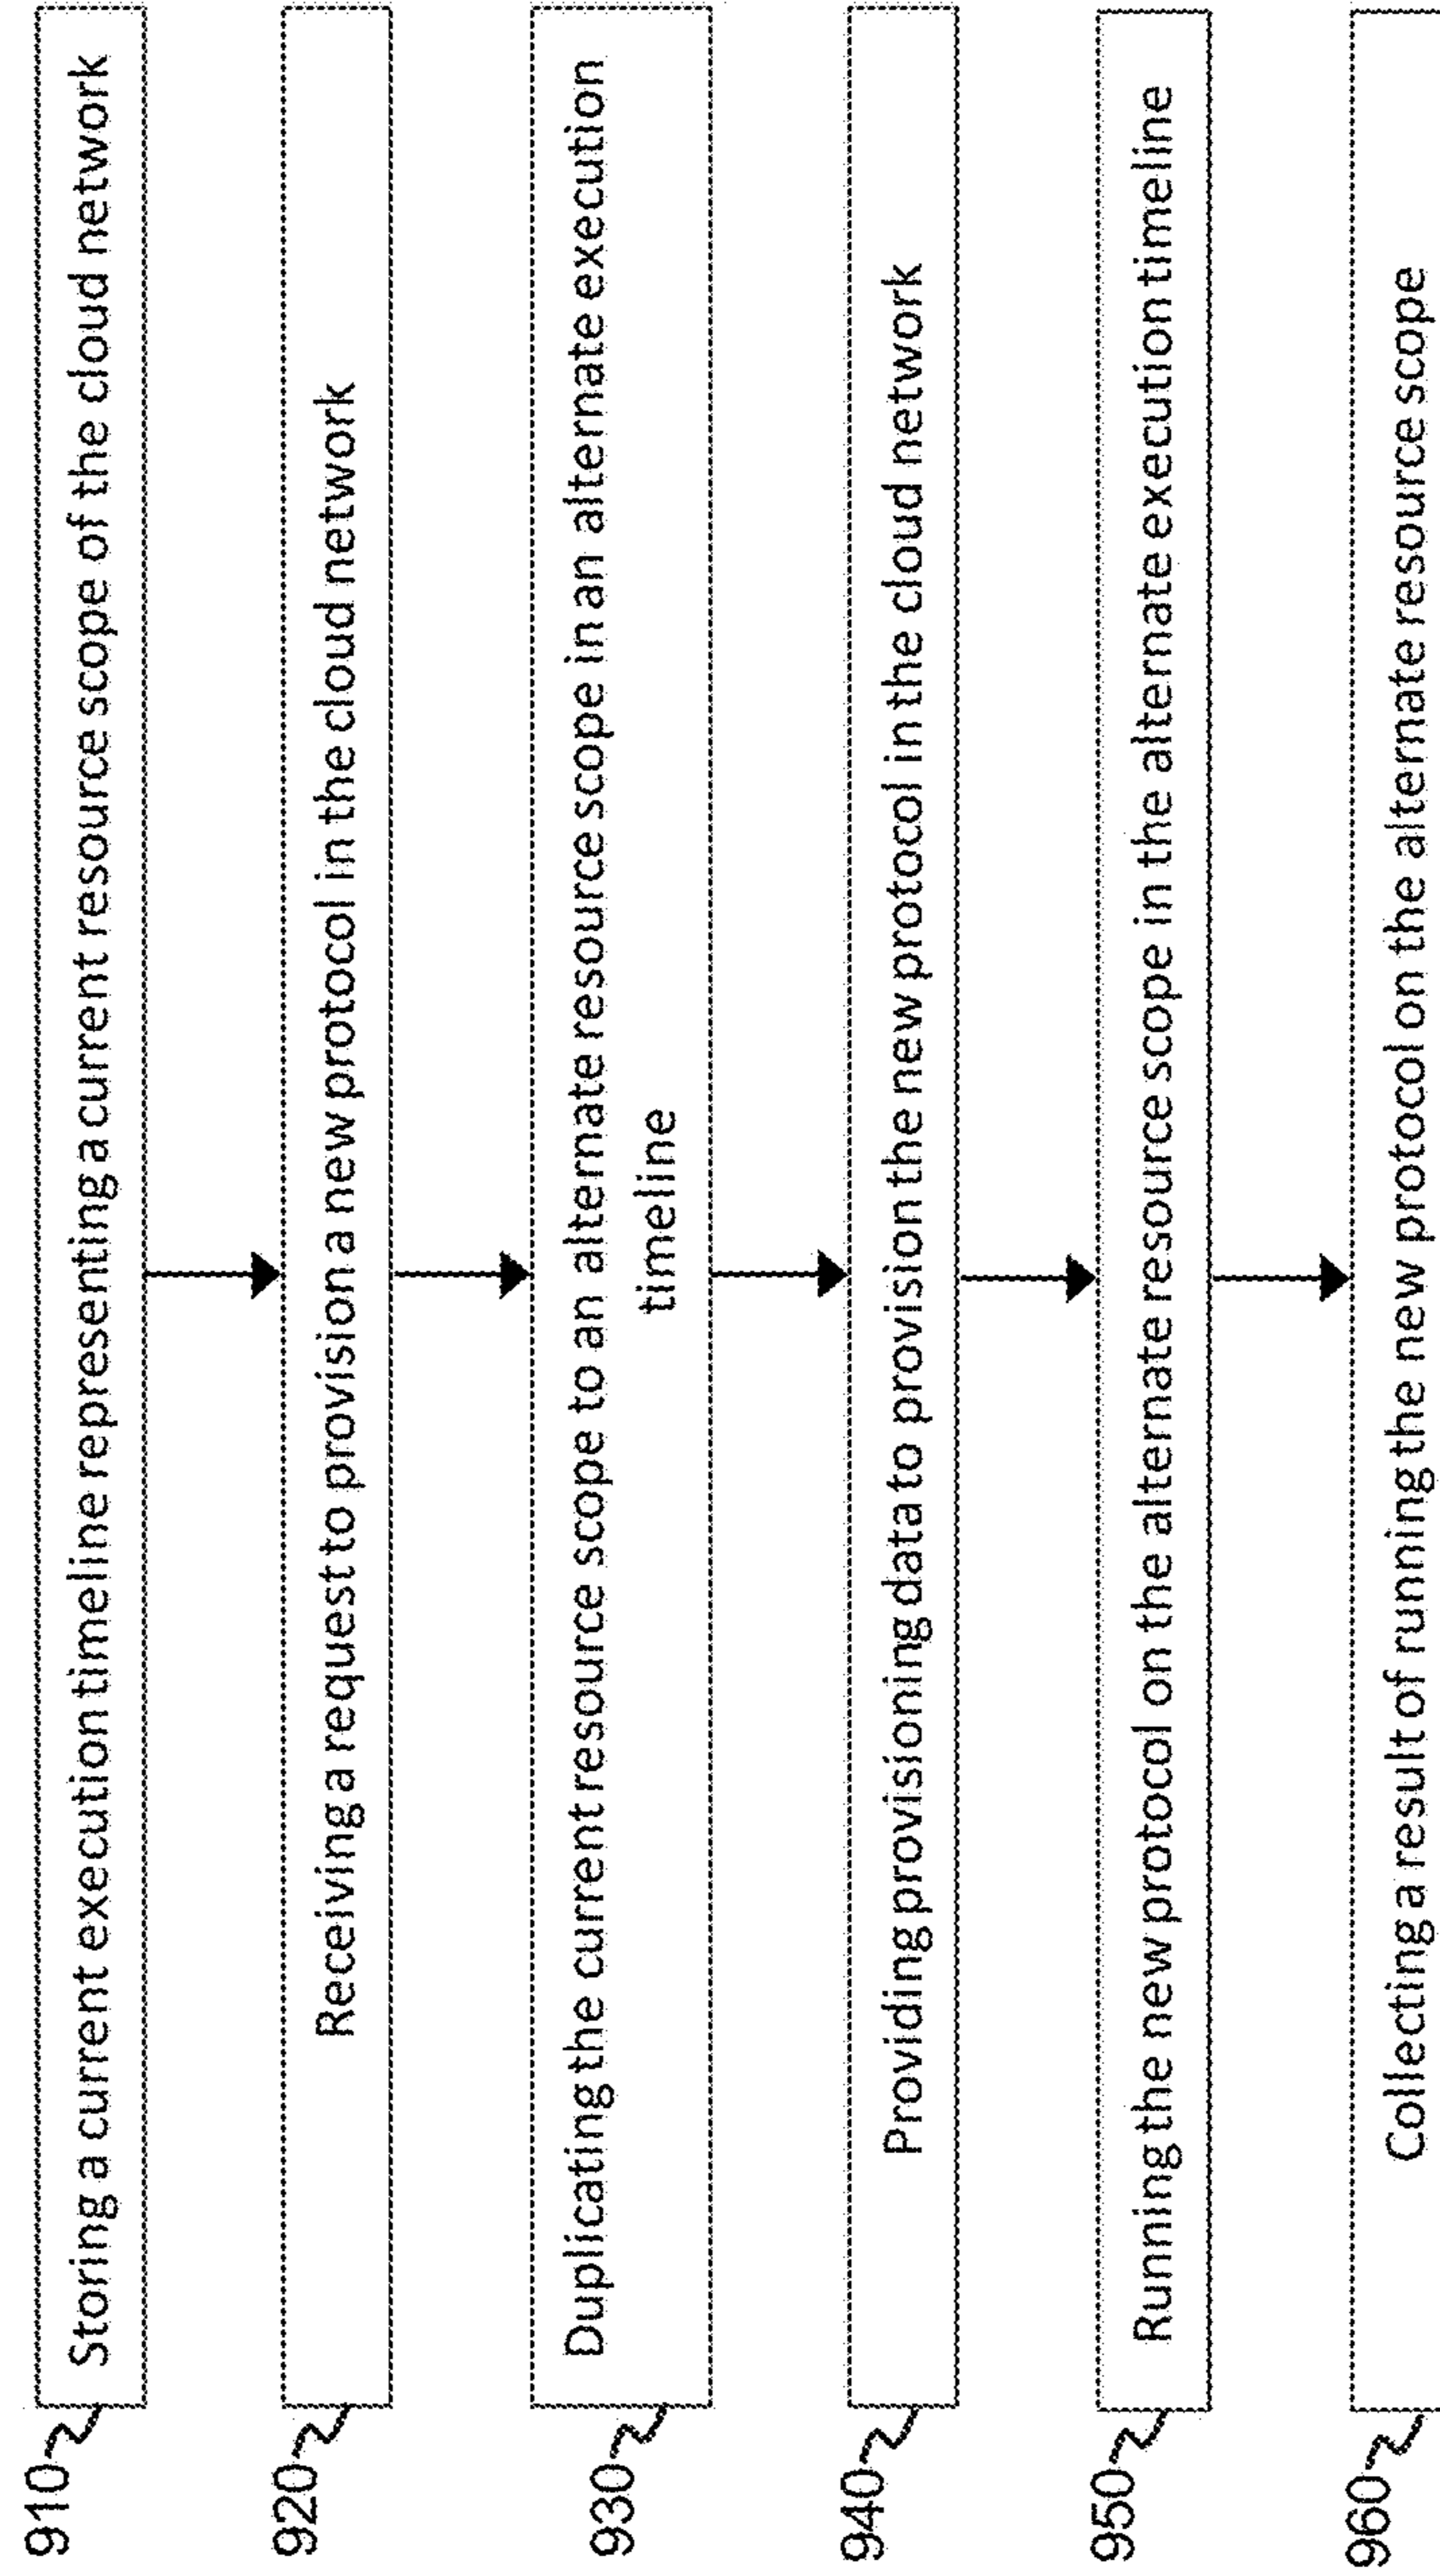 910
Storing a current execution timeline representing a current resource scope of the cloud network
920
Receiving a request to provision a new protocol in the cloud network
930
Duplicating the current resource scope to an alternate resource scope in an alternate execution
timeline
940
Providing provisioning data to provision the new protocol in the cloud network
950
Running the new protocol on the alternate resource scope in the alternate execution timeline
960
Collecting a result of running the new protocol on the alternate resource scope